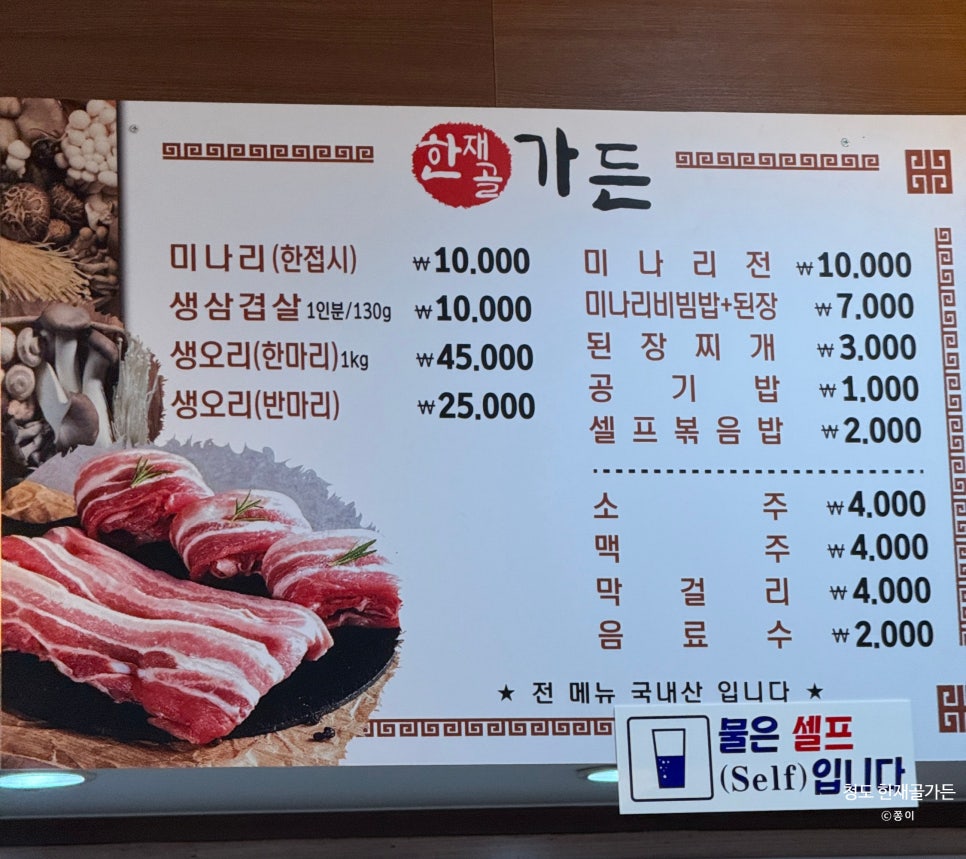 한재골 가든
미나리(한접시) ₩10.000
생삼겹살 1인분/130g ₩10.000
생오리(한마리)1kg ₩45.000
생오리(반마리) ₩25.000
미나리전 ₩10.000
미나리비빔밥+된장 ₩7.000
된장찌개 ₩3.000
공기밥 ₩1.000
셀프볶음밥 ₩2.000
소주 ₩4.000
맥주 ₩4.000
막걸리 ₩4.000
음료수 ₩2.000
★ 전 메뉴 국내산 입니다 ★
물은 셀프
(Self)입니다
청도 한재골가든
©쫑이